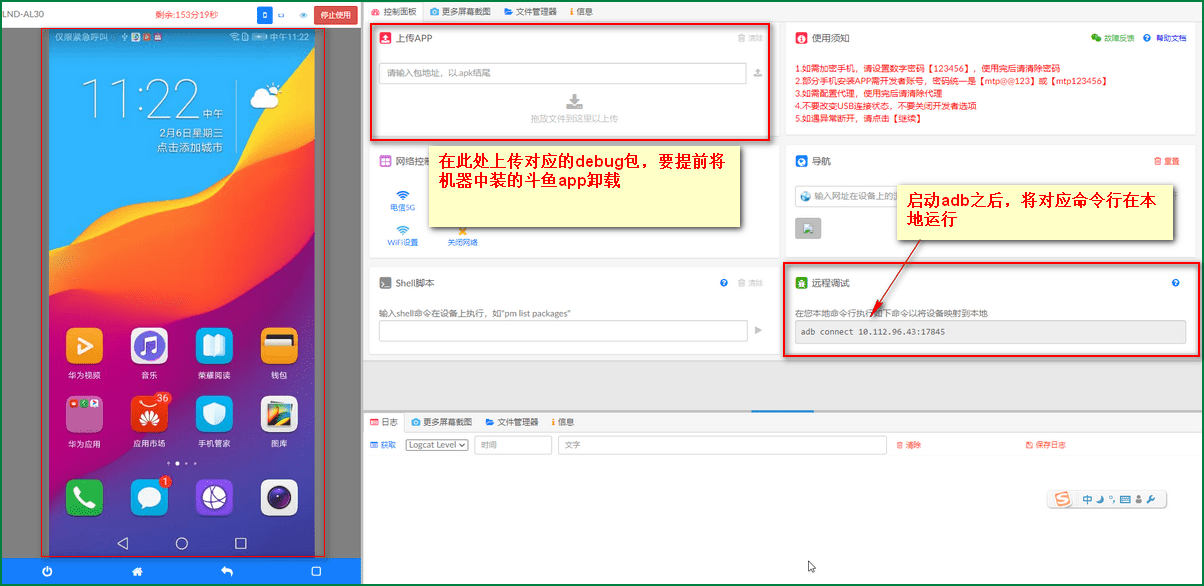 LND-AL30
剩余:153分19秒
停止使用
仅限紧急呼叫
中午11:22
11:22 中午
2月6日星期三
点击添加城市
华为视频
音乐
荣耀阅读
钱包
36
华为应用
应用市场
手机管家
图库
1
控制面板
更多屏幕截图
文件管理器
信息
上传APP
清除
请输入包地址，以.apk结尾
拖放文件到这里以上传
使用须知
故障反馈
帮助文档
1.如需加密手机，请设置数字密码【123456】，使用完后请清除密码
2.部分手机安装APP需开发者账号，密码统一是【mtp@@123】或【mtp123456】
3.如需配置代理，使用完后请清除代理
4.不要改变USB连接状态，不要关闭开发者选项
5.如遇异常断开，请点击【继续】
网络控制
在此处上传对应的debug包，要提前将
机器中装的斗鱼app卸载
电信5G
WiFi设置
关闭网络
导航
重置
输入网址在设备上的
启动adb之后，将对应命令行在本
地运行
Shell脚本
清除
输入shell命令在设备上执行，如"pm list packages"
远程调试
在您本地命令行执行如下命令以将设备映射到本地
adb connect 10.112.96.43:17845
日志
更多屏幕截图
文件管理器
信息
获取
Logcat Level
时间
文字
清除
保存日志
中